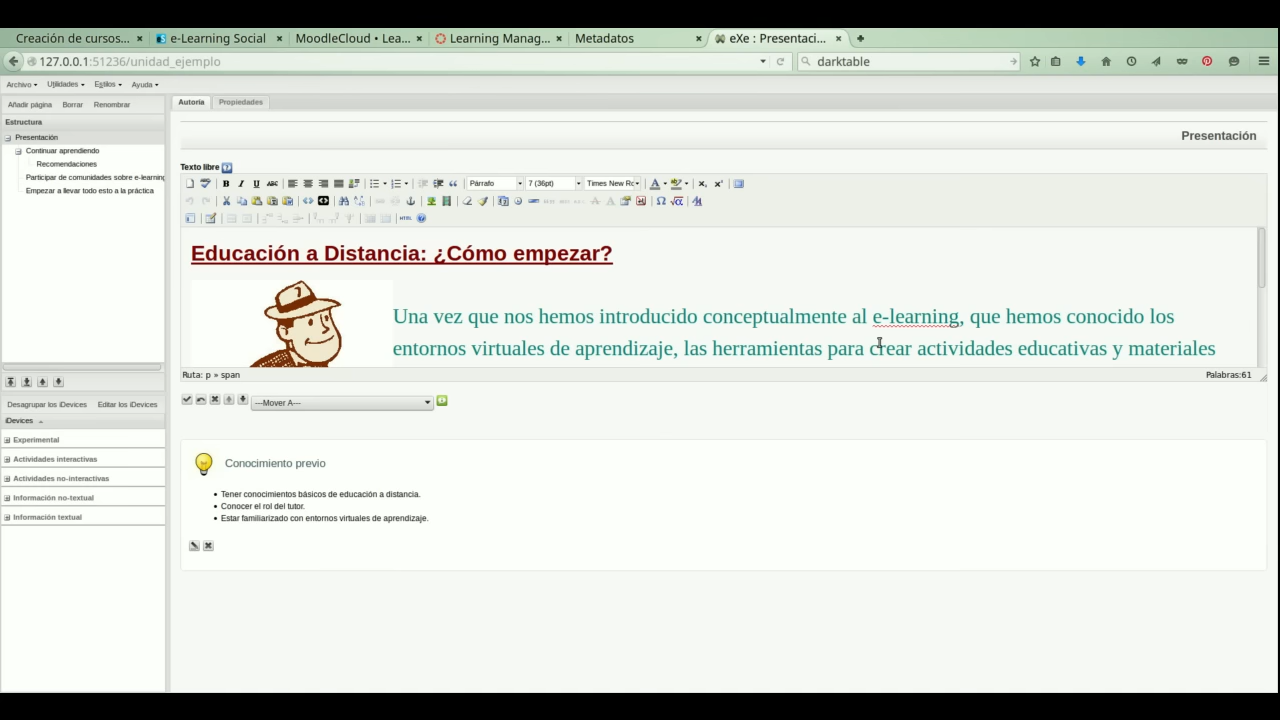 Creación de cursos...
e-Learning Social
MoodleCloud • Lea...
Learning Manag...
Metadatos
eXe : Presentaci...
127.0.0.1:51236/unidad_ejemplo
darktable
Archivo Utilidades Estilos Ayuda
Añadir página Borrar Renombrar
Estructura
Presentación
Continuar aprendiendo
Recomendaciones
Participar de comunidades sobre e-learning
Empezar a llevar todo esto a la práctica
Desagrupar los iDevices Editar los iDevices
iDevices
Experimental
Actividades interactivas
Actividades no-interactivas
Información no-textual
Información textual
Autoría Propiedades
Presentación
Texto libre
B I U ABC Párrafo 7 (36pt) Times New Ro
HTML
Educación a Distancia: ¿Cómo empezar?
Una vez que nos hemos introducido conceptualmente al e-learning, que hemos conocido los
entornos virtuales de aprendizaje, las herramientas para crear actividades educativas y materiales
Ruta: p » span
Palabras:61
---Mover A---
Conocimiento previo
• Tener conocimientos básicos de educación a distancia.
• Conocer el rol del tutor.
• Estar familiarizado con entornos virtuales de aprendizaje.